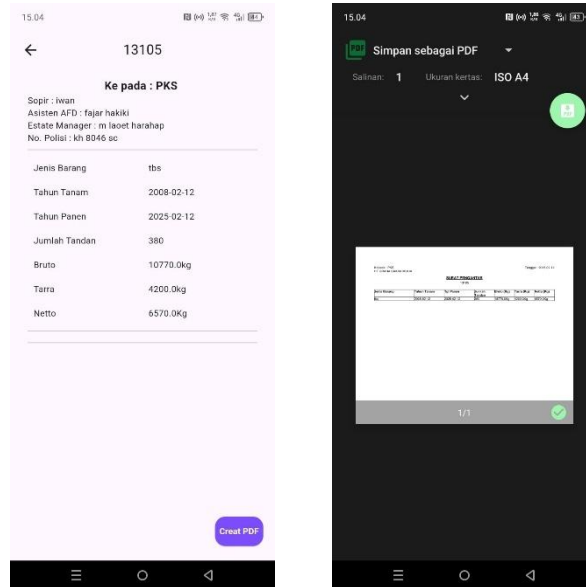 15.04
13105
Ke pada : PKS
Sopir : iwan
Asisten AFD : fajar hakiki
Estate Manager : m laoet harahap
No. Polisi : kh 8046 sc
Jenis Barang tbs
Tahun Tanam 2008-02-12
Tahun Panen 2025-02-12
Jumlah Tandan 380
Bruto 10770.0kg
Tarra 4200.0kg
Netto 6570.0Kg
Creat PDF
15.04
PDF Simpan sebagai PDF
Salinan: 1 Ukuran kertas: ISO A4
PDF
SURAT PENGANTAR
1/1